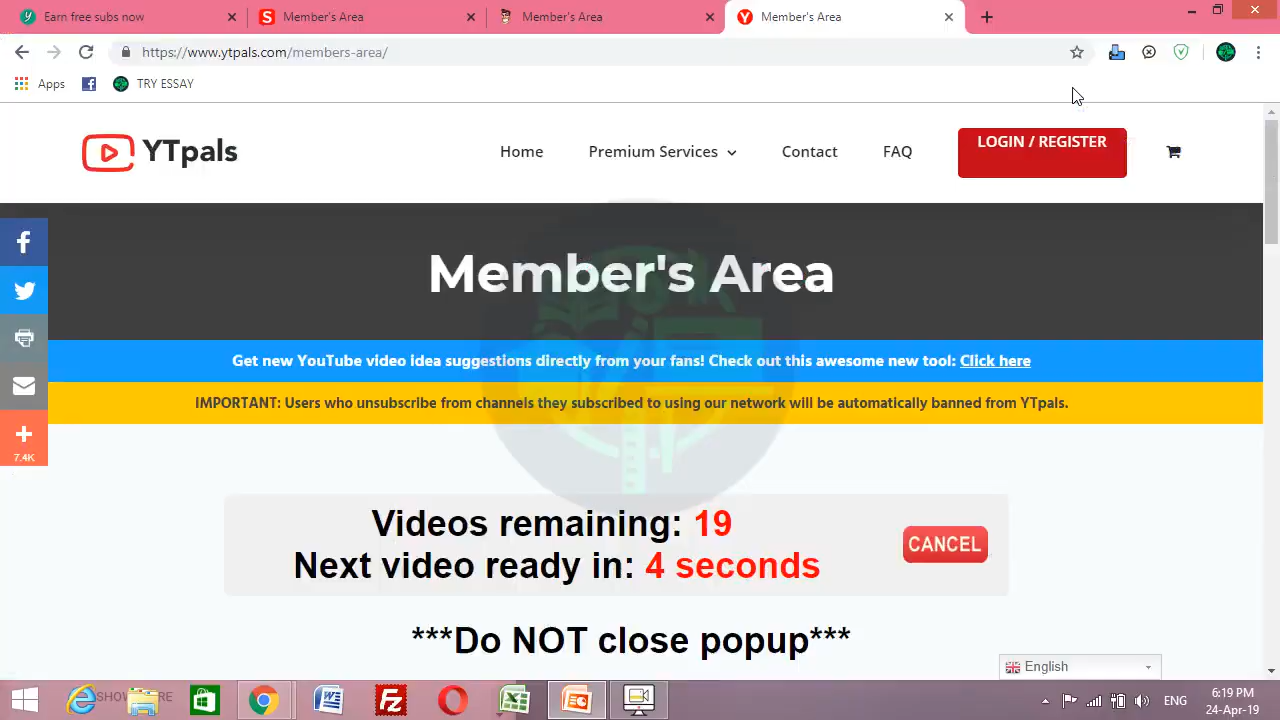 Earn free subs now
Member's Area
Member's Area
Member's Area
https://www.ytpals.com/members-area/
Apps
TRY ESSAY
YTpals
Home
Premium Services
Contact
FAQ
LOGIN / REGISTER
Member's Area
Get new YouTube video idea suggestions directly from your fans! Check out this awesome new tool: Click here
IMPORTANT: Users who unsubscribe from channels they subscribed to using our network will be automatically banned from YTpals.
7.4K
Videos remaining: 19
Next video ready in: 4 seconds
CANCEL
***Do NOT close popup***
English
ENG
6:19 PM
24-Apr-19